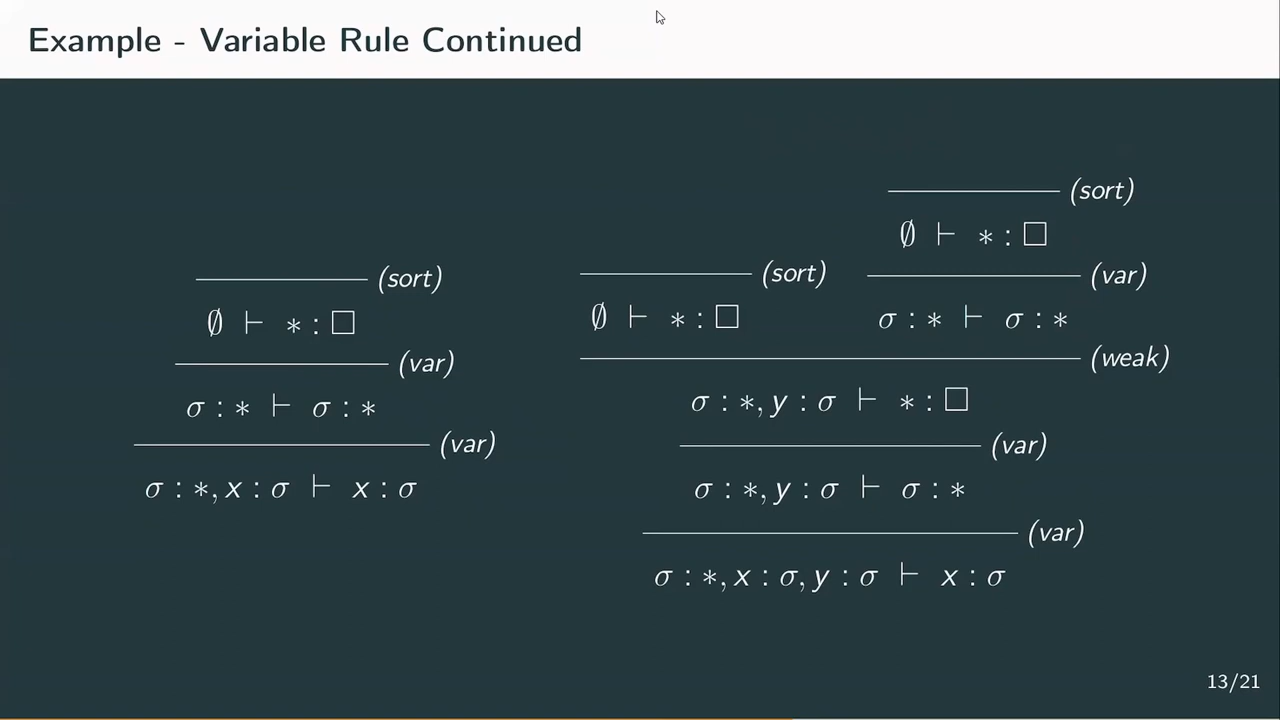 Example - Variable Rule Continued
(sort)
∅ ⊢ ∗ : □
(var)
σ : ∗ ⊢ σ : ∗
(var)
σ : ∗, x : σ ⊢ x : σ
(sort)
∅ ⊢ ∗ : □
(sort)
∅ ⊢ ∗ : □
(var)
σ : ∗ ⊢ σ : ∗
(weak)
σ : ∗, y : σ ⊢ ∗ : □
(var)
σ : ∗, y : σ ⊢ σ : ∗
(var)
σ : ∗, x : σ, y : σ ⊢ x : σ
13/21